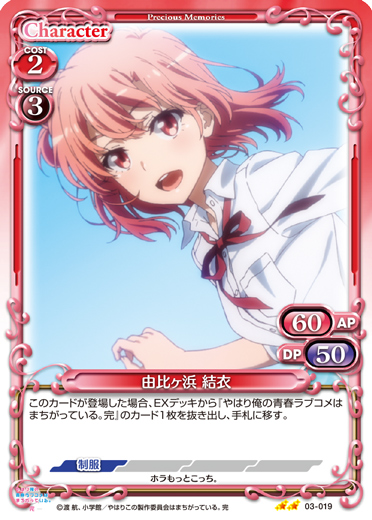 Precious Memories
Character
COST
2
SOURCE
3
60 AP
DP 50
由比ヶ浜 結衣
このカードが登場した場合、EXデッキから『やはり俺の青春ラブコメは
まちがっている。完』のカード1枚を抜き出し、手札に移す。
制服
ホラもっとこっち。
©渡 航、小学館/やはりこの製作委員会はまちがっている。
03-019